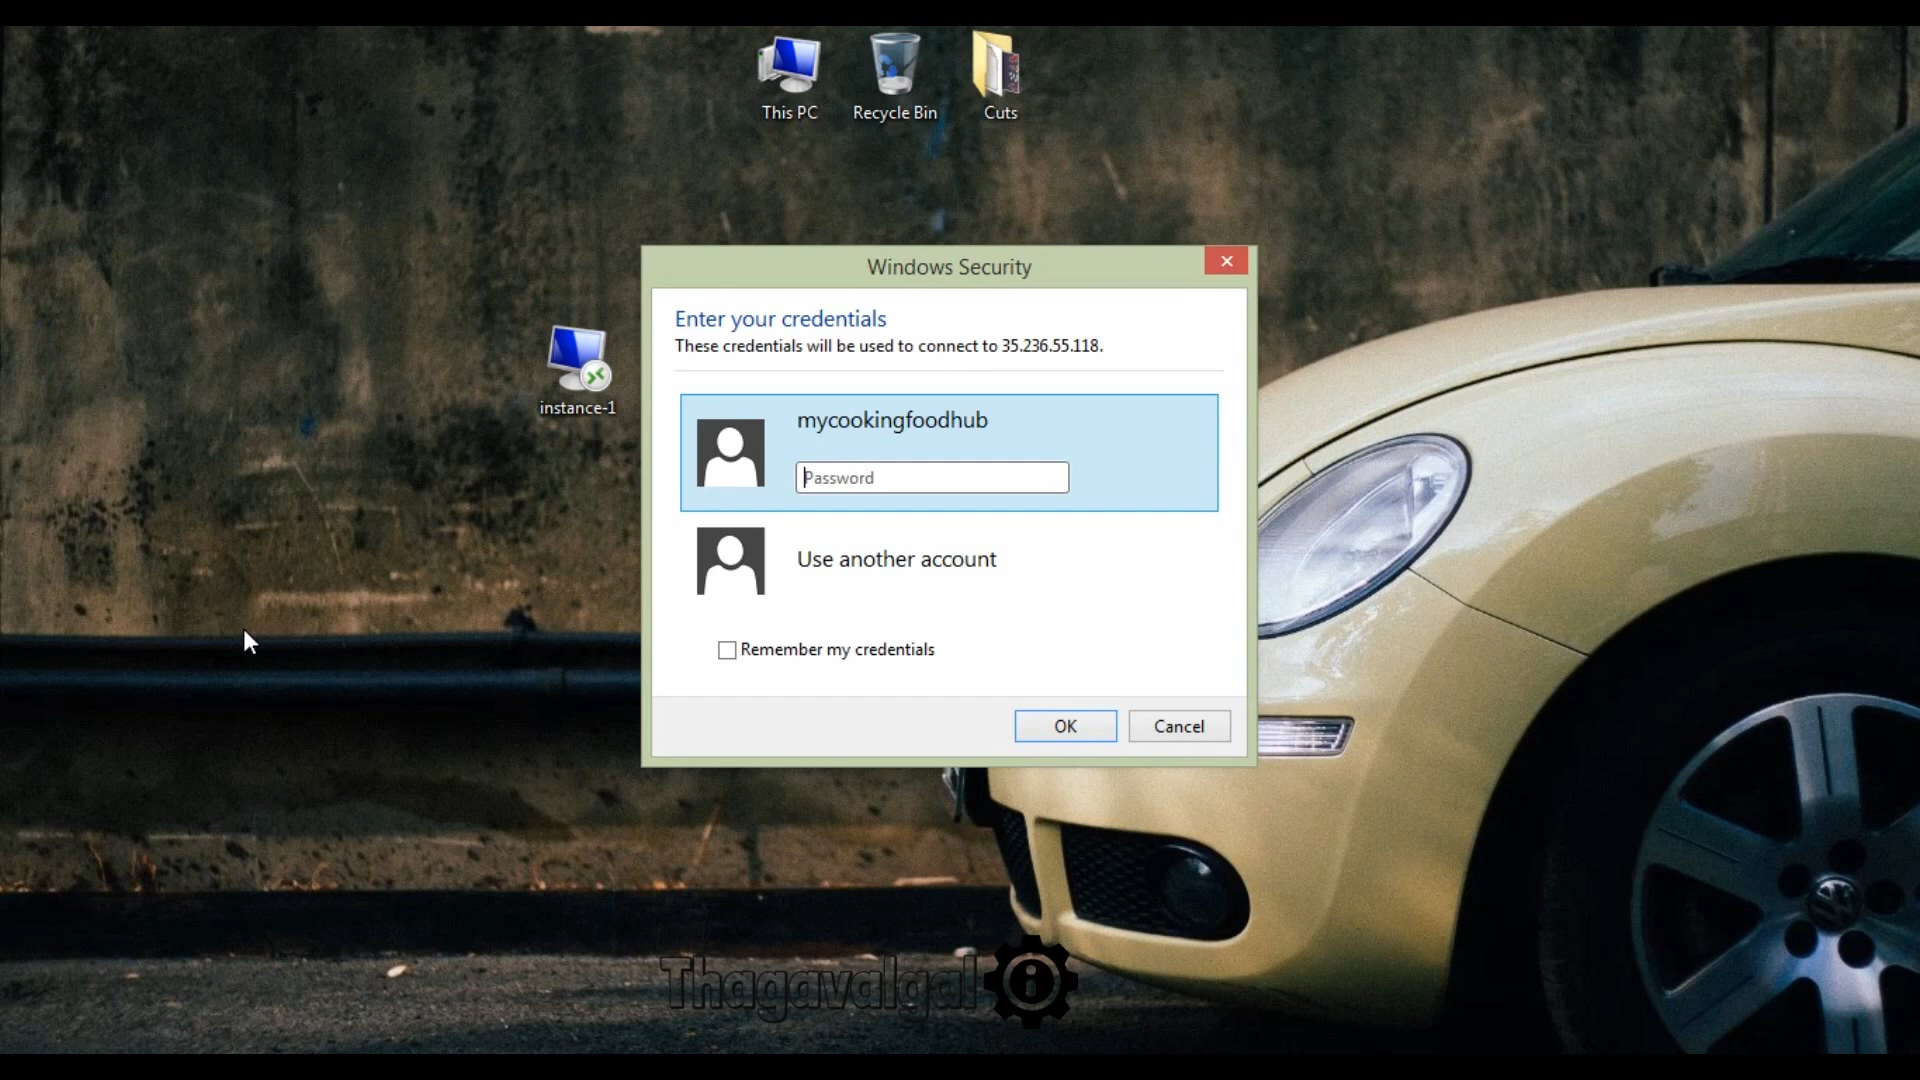 This PC
Recycle Bin
Cuts
instance-1
Windows Security
Enter your credentials
These credentials will be used to connect to 35.236.55.118.
mycookingfoodhub
Password
Use another account
Remember my credentials
OK
Cancel
Thagavalgal